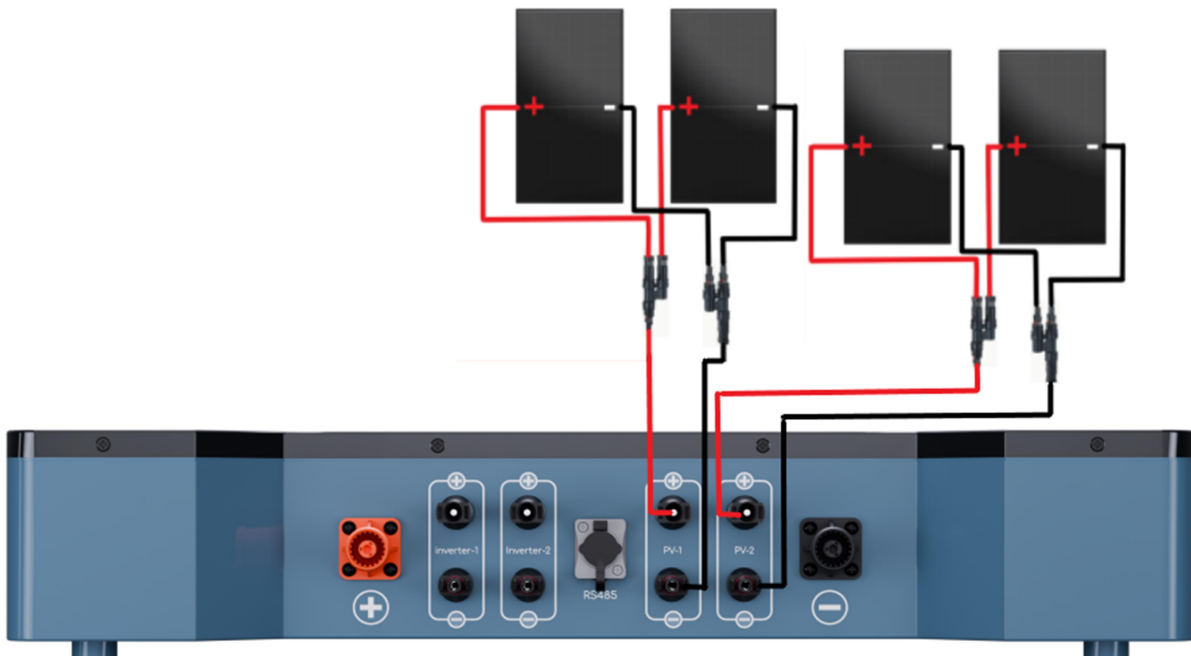 + - + -
+ - + -
inverter-1 Inverter-2 PV-1 PV-2
RS485